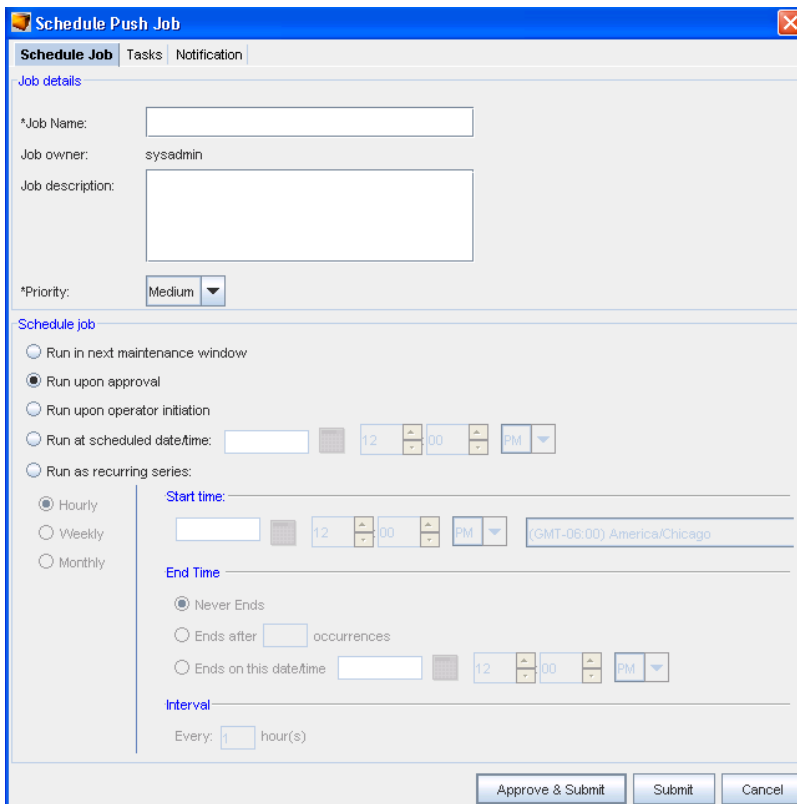 Schedule Push Job
Schedule Job Tasks Notification
Job details
*Job Name:
Job owner: sysadmin
Job description:
*Priority: Medium
Schedule job
Run in next maintenance window
Run upon approval
Run upon operator initiation
Run at scheduled date/time: 12 :00 PM
Run as recurring series:
Hourly
Weekly
Monthly
Start time:
12 :00 PM (GMT-06:00) America/Chicago
End Time
Never Ends
Ends after occurrences
Ends on this date/time 12 :00 PM
Interval
Every: 1 hour(s)
Approve & Submit Submit Cancel